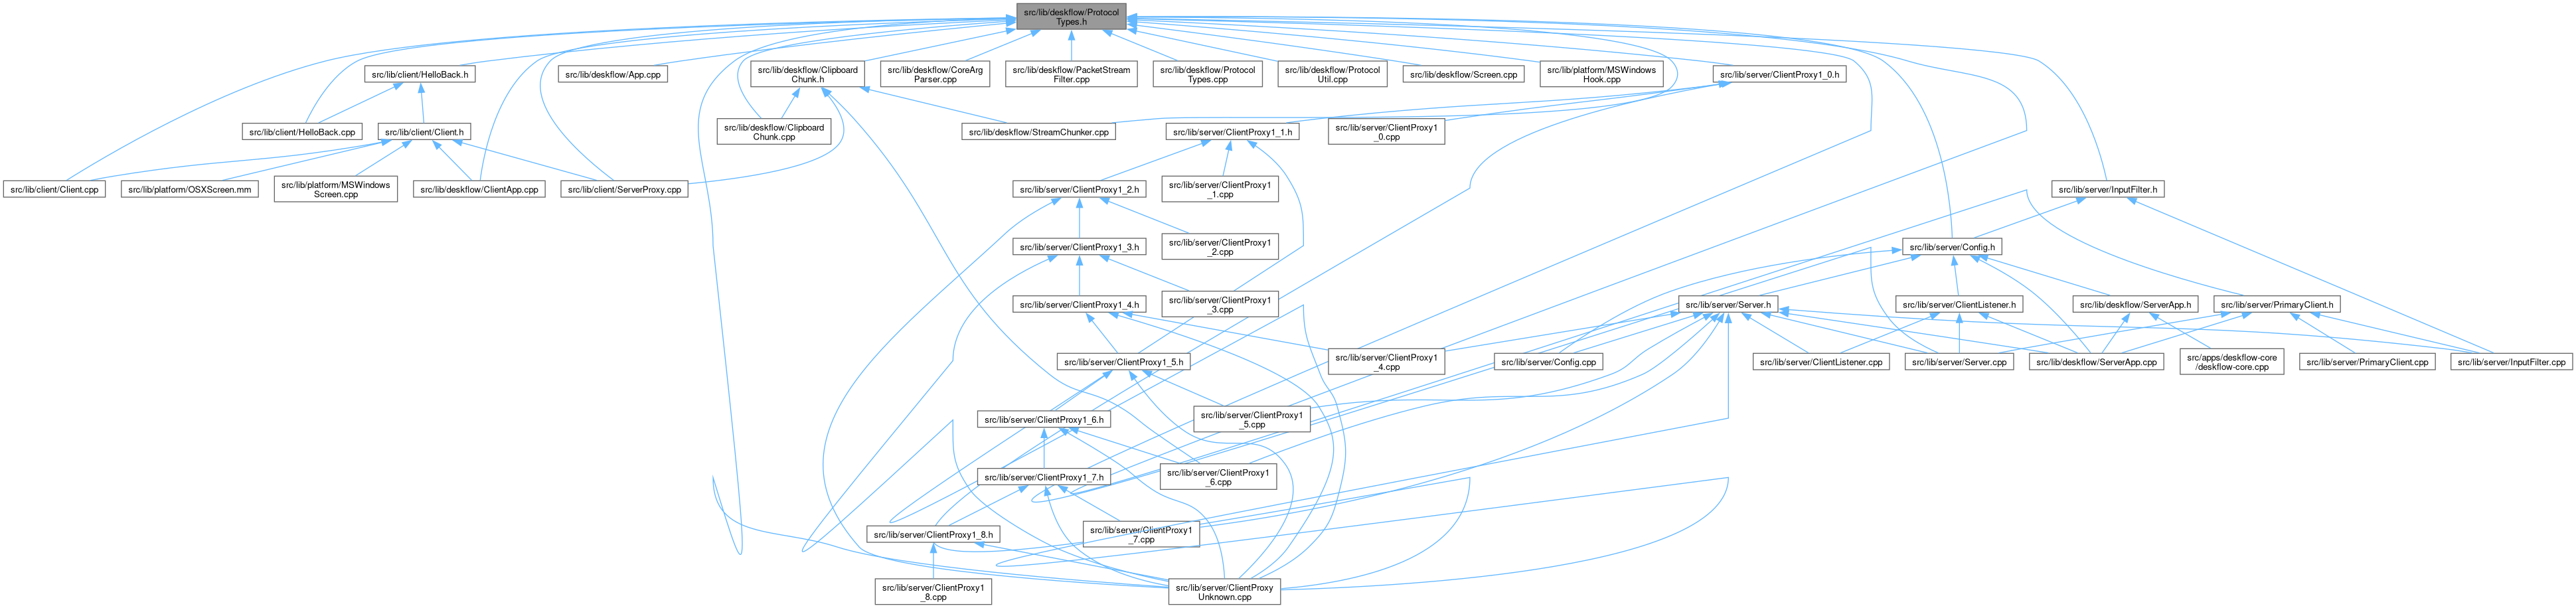 src/lib/deskflow/Protocol
Types.h
src/lib/client/HelloBack.h
src/lib/deskflow/App.cpp
src/lib/deskflow/Clipboard
Chunk.h
src/lib/deskflow/CoreArg
Parser.cpp
src/lib/deskflow/PacketStream
Filter.cpp
src/lib/deskflow/Protocol
Types.cpp
src/lib/deskflow/Protocol
Util.cpp
src/lib/deskflow/Screen.cpp
src/lib/platform/MSWindows
Hook.cpp
src/lib/server/ClientProxy1_0.h
src/lib/client/HelloBack.cpp
src/lib/client/Client.h
src/lib/deskflow/Clipboard
Chunk.cpp
src/lib/deskflow/StreamChunker.cpp
src/lib/server/ClientProxy1_1.h
src/lib/server/ClientProxy1
_0.cpp
src/lib/client/Client.cpp
src/lib/platform/OSXScreen.mm
src/lib/platform/MSWindows
Screen.cpp
src/lib/deskflow/ClientApp.cpp
src/lib/client/ServerProxy.cpp
src/lib/server/ClientProxy1_2.h
src/lib/server/ClientProxy1
_1.cpp
src/lib/server/InputFilter.h
src/lib/server/ClientProxy1_3.h
src/lib/server/ClientProxy1
_2.cpp
src/lib/server/Config.h
src/lib/server/ClientProxy1_4.h
src/lib/server/ClientProxy1
_3.cpp
src/lib/server/Server.h
src/lib/server/ClientListener.h
src/lib/deskflow/ServerApp.h
src/lib/server/PrimaryClient.h
src/lib/server/ClientProxy1_5.h
src/lib/server/ClientProxy1
_4.cpp
src/lib/server/Config.cpp
src/lib/server/ClientListener.cpp
src/lib/server/Server.cpp
src/lib/deskflow/ServerApp.cpp
src/apps/deskflow-core
/deskflow-core.cpp
src/lib/server/PrimaryClient.cpp
src/lib/server/InputFilter.cpp
src/lib/server/ClientProxy1_6.h
src/lib/server/ClientProxy1
_5.cpp
src/lib/server/ClientProxy1_7.h
src/lib/server/ClientProxy1
_6.cpp
src/lib/server/ClientProxy1_8.h
src/lib/server/ClientProxy1
_7.cpp
src/lib/server/ClientProxy1
_8.cpp
src/lib/server/ClientProxy
Unknown.cpp